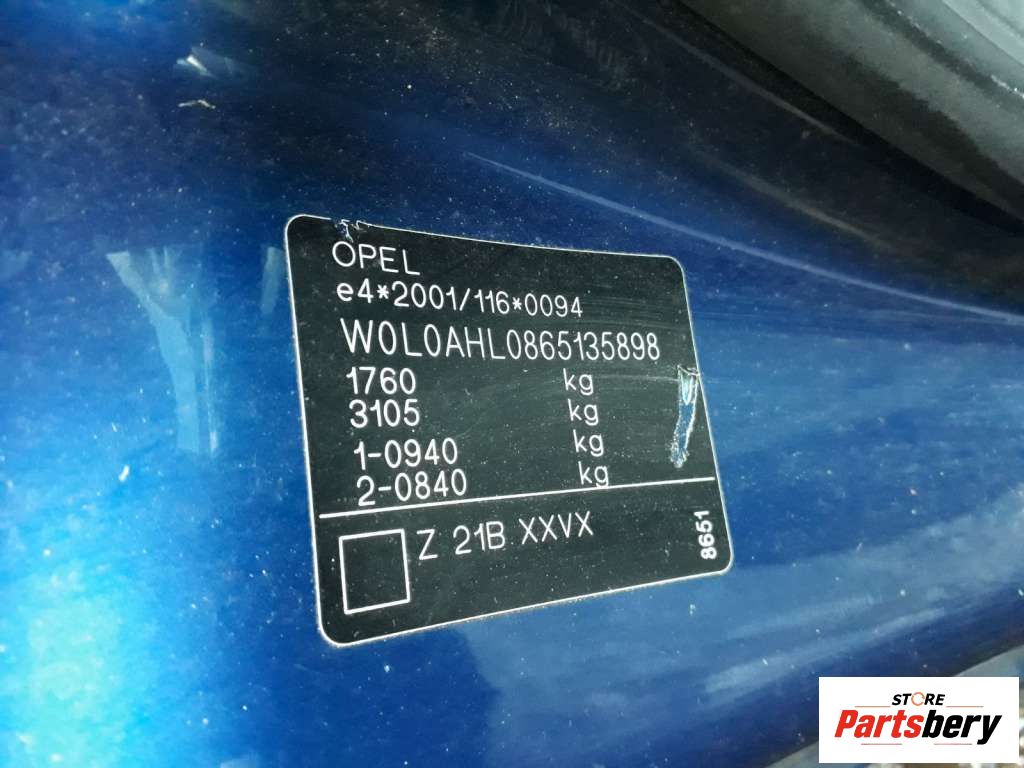 OPEL
e4*2001/116*0094
W0L0AHL0865135898
1760 kg
3105 kg
1-0940 kg
2-0840 kg
Z 21B XXVX
8651
STORE
Partsbery